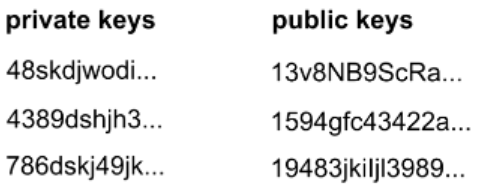 private keys public keys
48skdjwodi... 13v8NB9ScRa...
4389dshjh3... 1594gfc43422a...
786dskj49jk... 19483jkiljl3989...